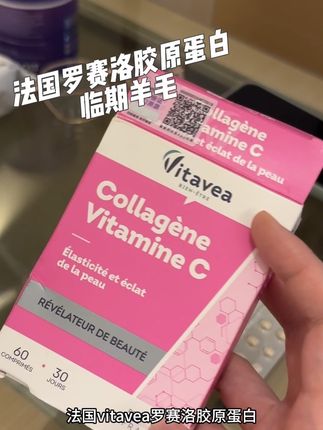 法国罗赛洛胶原蛋白
临期羊毛
Collagène
Vitamine C
et éclat de la peau
Vitavea
BIEN-ÊTRE
Collagène
Vitamine C
Élasticité et éclat
de la peau
RÉVÉLATEUR DE BEAUTÉ
60
COMPRIMÉS
30
JOURS
法国vitavea罗赛洛胶原蛋白